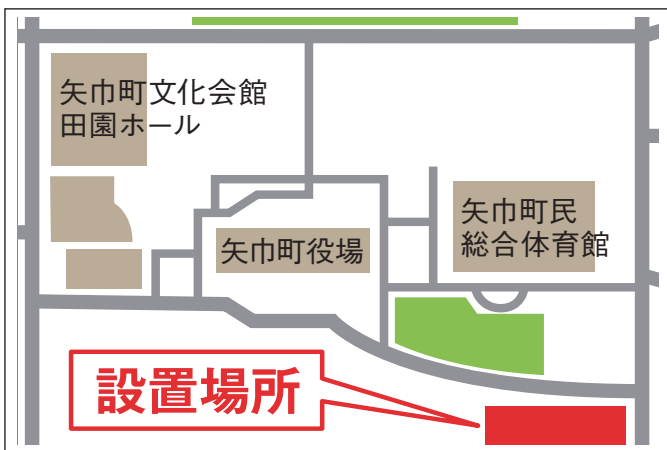 矢巾町文化会館
田園ホール
矢巾町役場
矢巾町民
総合体育館
設置場所